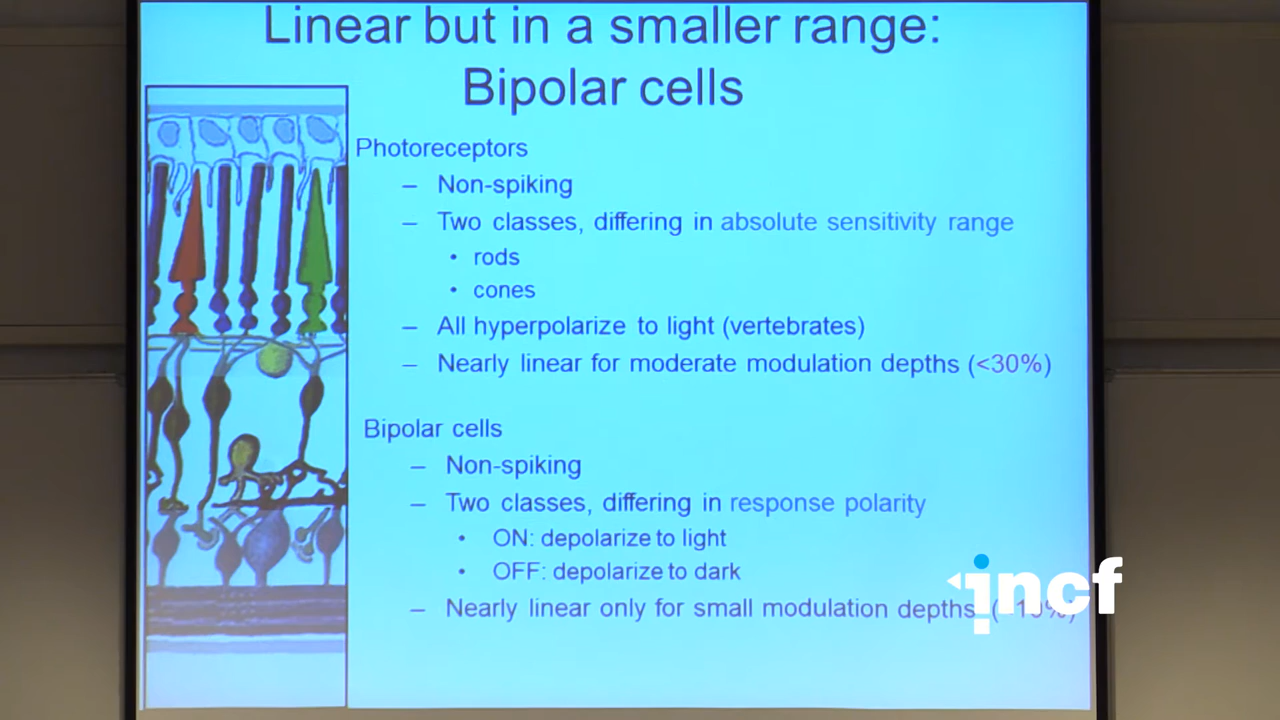 Linear but in a smaller range:
Bipolar cells
Photoreceptors
– Non-spiking
– Two classes, differing in absolute sensitivity range
• rods
• cones
– All hyperpolarize to light (vertebrates)
– Nearly linear for moderate modulation depths (<30%)
Bipolar cells
– Non-spiking
– Two classes, differing in response polarity
• ON: depolarize to light
• OFF: depolarize to dark
– Nearly linear only for small modulation depths
incf